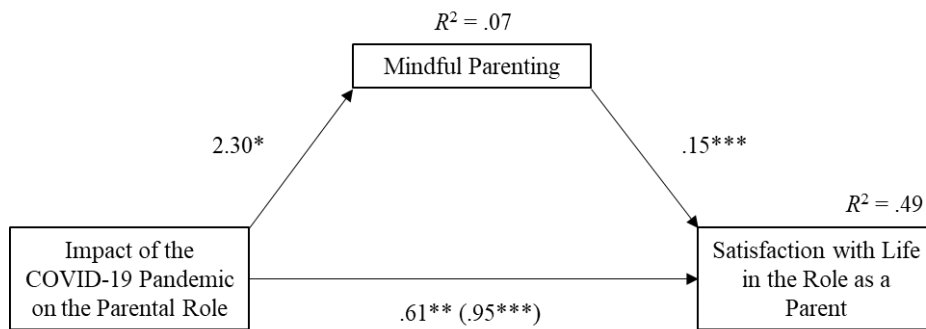 R² = .07
Mindful Parenting
2.30*
.15***
R² = .49
Impact of the
COVID-19 Pandemic
on the Parental Role
Satisfaction with Life
in the Role as a
Parent
.61** (.95***)